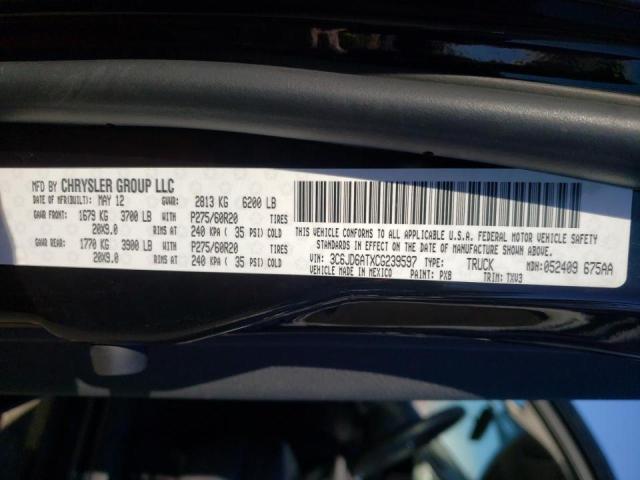 MFD BY CHRYSLER GROUP LLC
DATE OF MFR(BUILT): MAY 12 GVWR: 2813 KG 6200 LB
GAWR FRONT: 1679 KG 3700 LB WITH P275/60R20 TIRES
20X9.0 RIMS AT 240 KPA ( 35 PSI) COLD
GAWR REAR: 1770 KG 3900 LB WITH P275/60R20 TIRES
20X9.0 RIMS AT 240 KPA ( 35 PSI) COLD
THIS VEHICLE CONFORMS TO ALL APPLICABLE U.S.A. FEDERAL MOTOR VEHICLE SAFETY
STANDARDS IN EFFECT ON THE DATE OF MANUFACTURE SHOWN ABOVE.
VIN: 3C6JD6ATXCG239597 TYPE: TRUCK MDH: 052409 675AA
MADE IN MEXICO PAINT: PX8 TRIM: TXV3